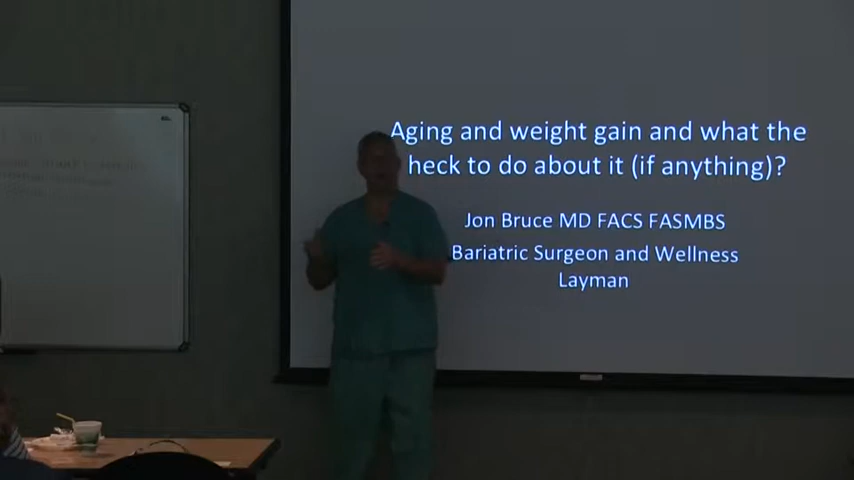 Aging and weight gain and what the
heck to do about it (if anything)?
Jon Bruce MD FACS FASMBS
Bariatric Surgeon and Wellness
Layman